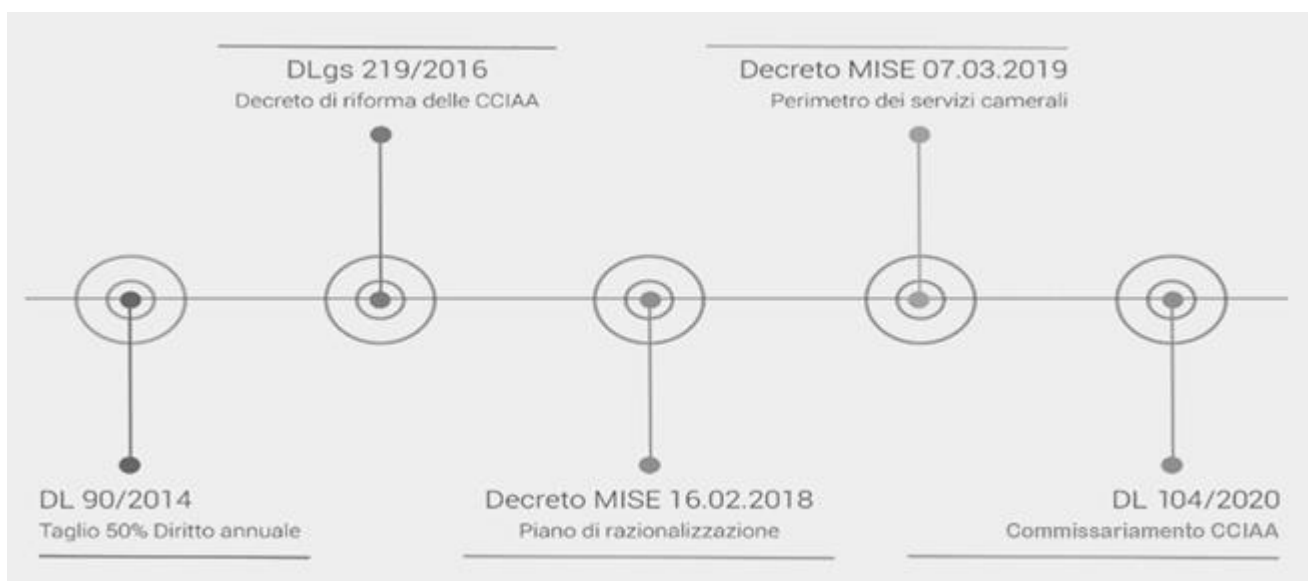 DLgs 219/2016
Decreto di riforma delle CCIAA
Decreto MISE 07.03.2019
Perimetro dei servizi camerali
DL 90/2014
Taglio 50% Diritto annuale
Decreto MISE 16.02.2018
Piano di razionalizzazione
DL 104/2020
Commissariamento CCIAA